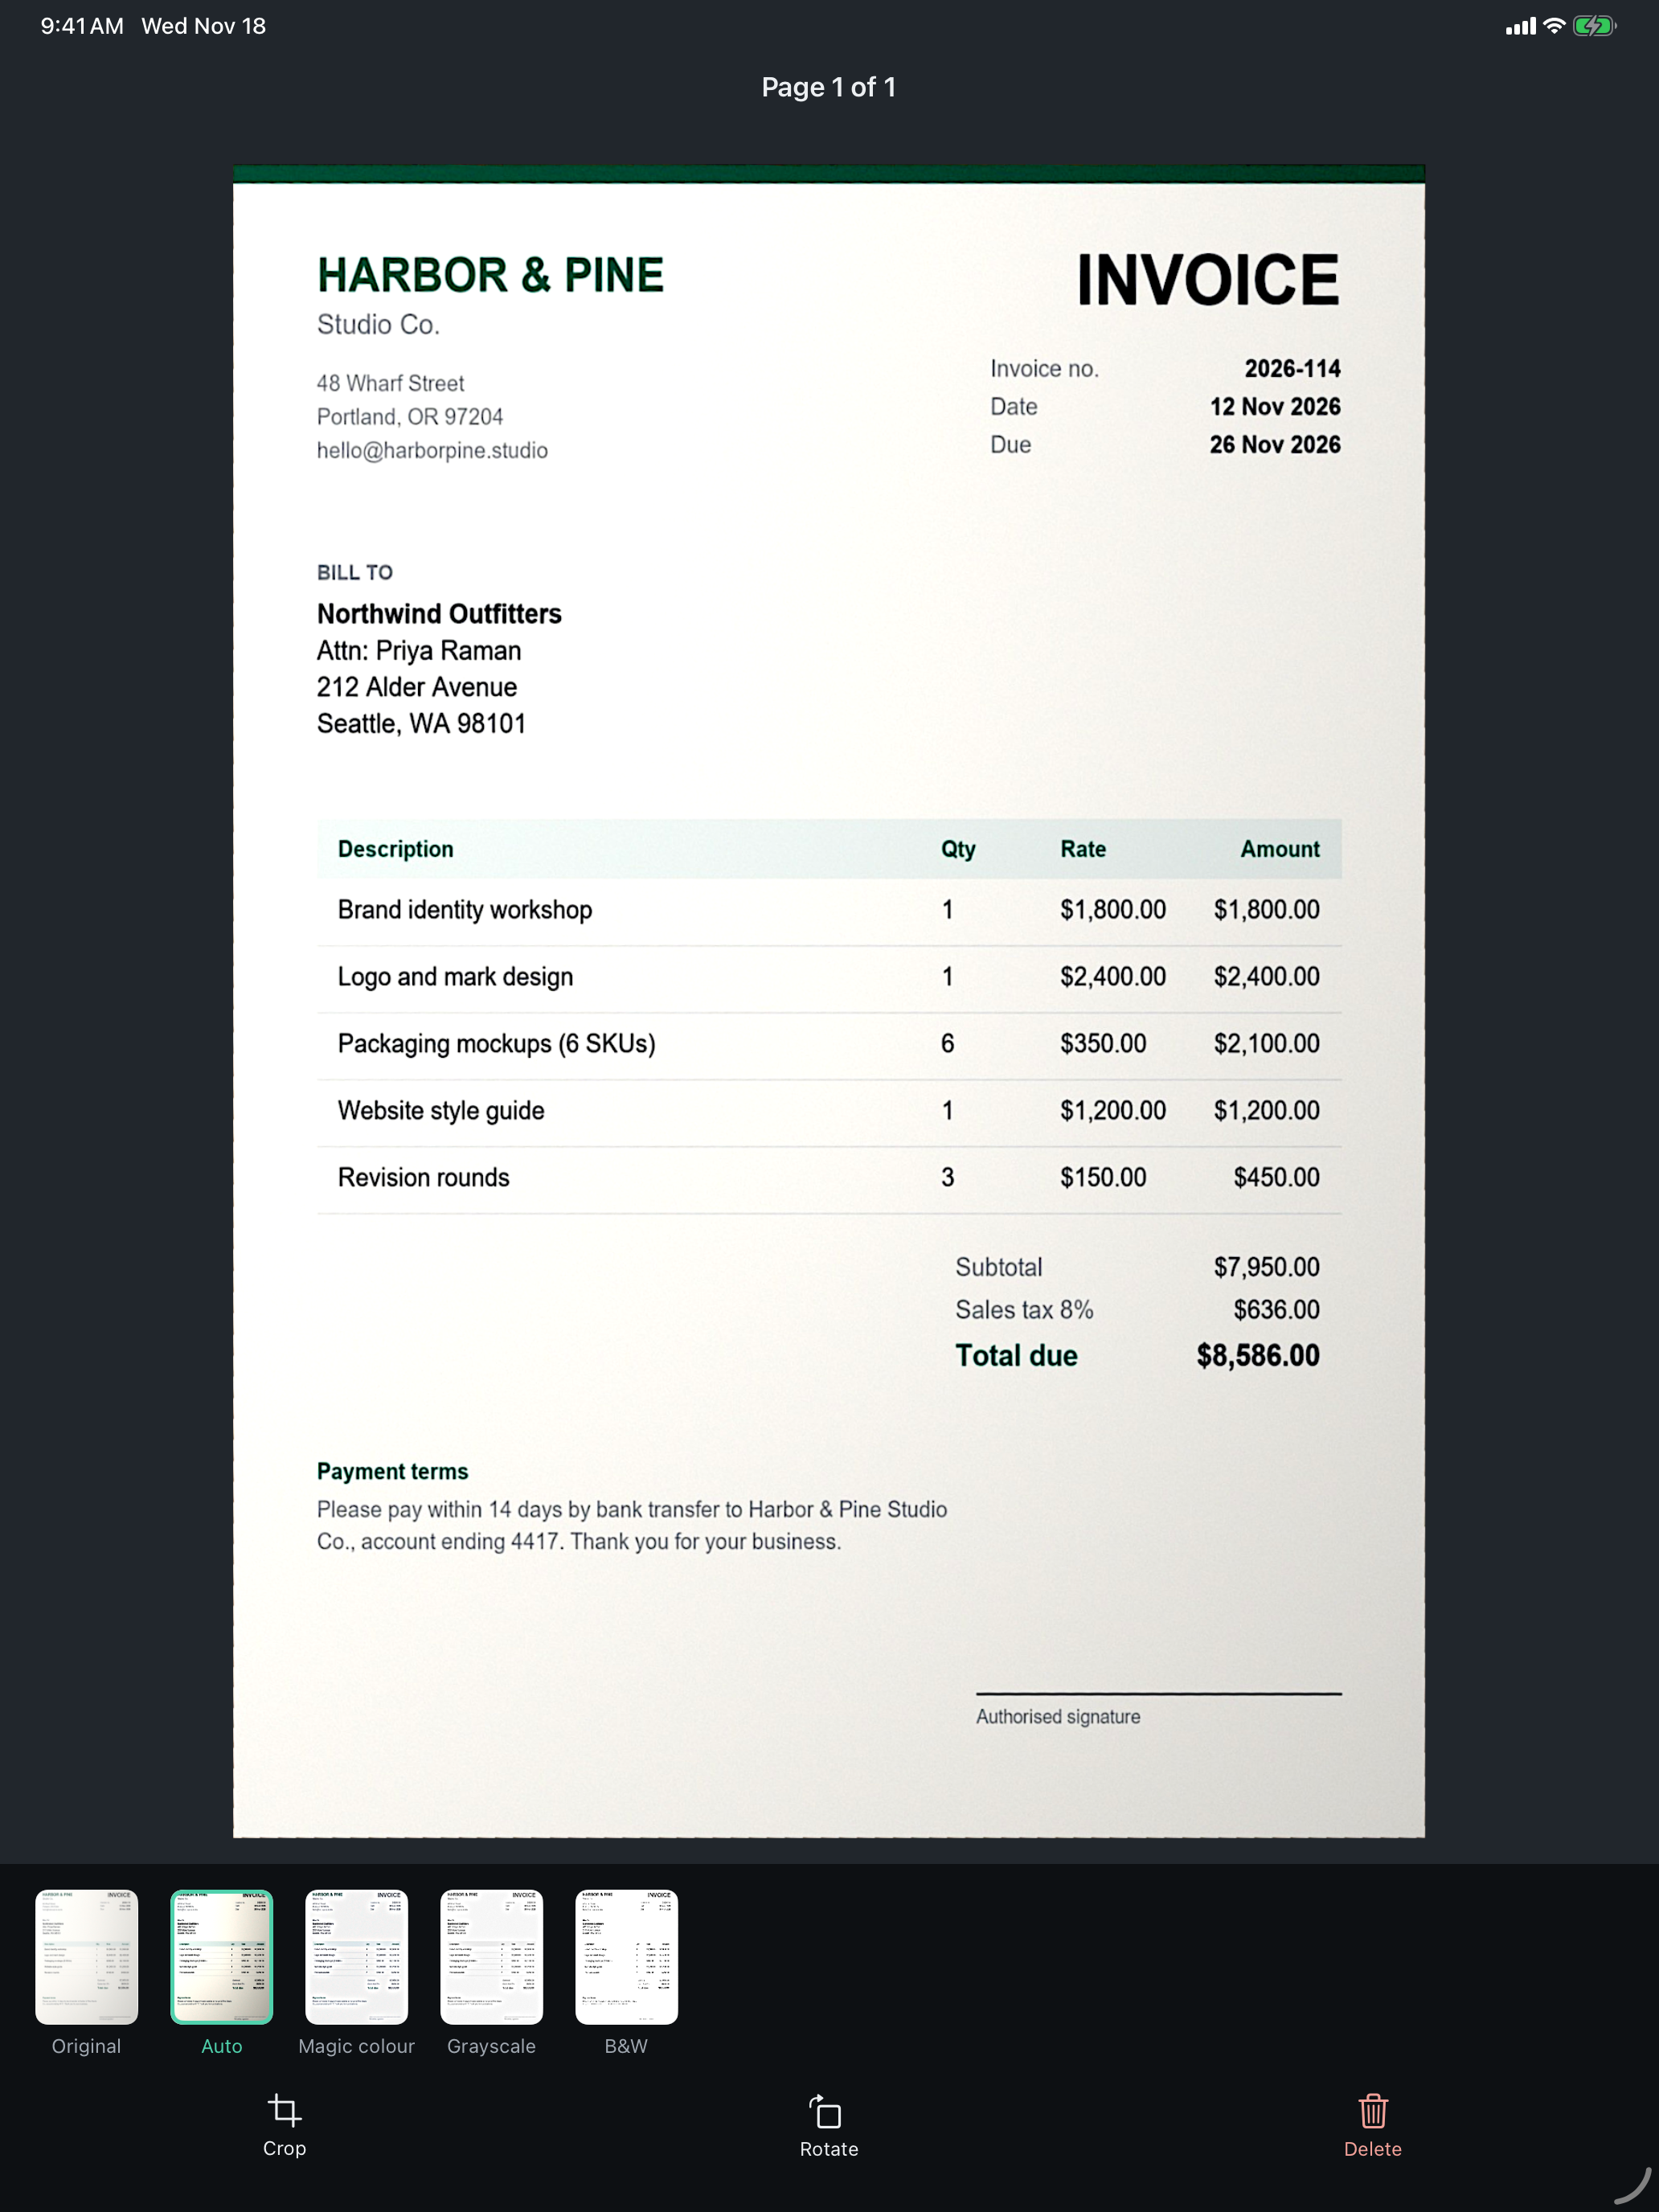 9:41 AM Wed Nov 18
Page 1 of 1
HARBOR & PINE
Studio Co.
48 Wharf Street
Portland, OR 97204
hello@harborpine.studio
INVOICE
Invoice no. 2026-114
Date 12 Nov 2026
Due 26 Nov 2026
BILL TO
Northwind Outfitters
Attn: Priya Raman
212 Alder Avenue
Seattle, WA 98101
Description Qty Rate Amount
Brand identity workshop 1 $1,800.00 $1,800.00
Logo and mark design 1 $2,400.00 $2,400.00
Packaging mockups (6 SKUs) 6 $350.00 $2,100.00
Website style guide 1 $1,200.00 $1,200.00
Revision rounds 3 $150.00 $450.00
Subtotal $7,950.00
Sales tax 8% $636.00
Total due $8,586.00
Payment terms
Please pay within 14 days by bank transfer to Harbor & Pine Studio
Co., account ending 4417. Thank you for your business.
Authorised signature
Original Auto Magic colour Grayscale B&W
Crop Rotate Delete